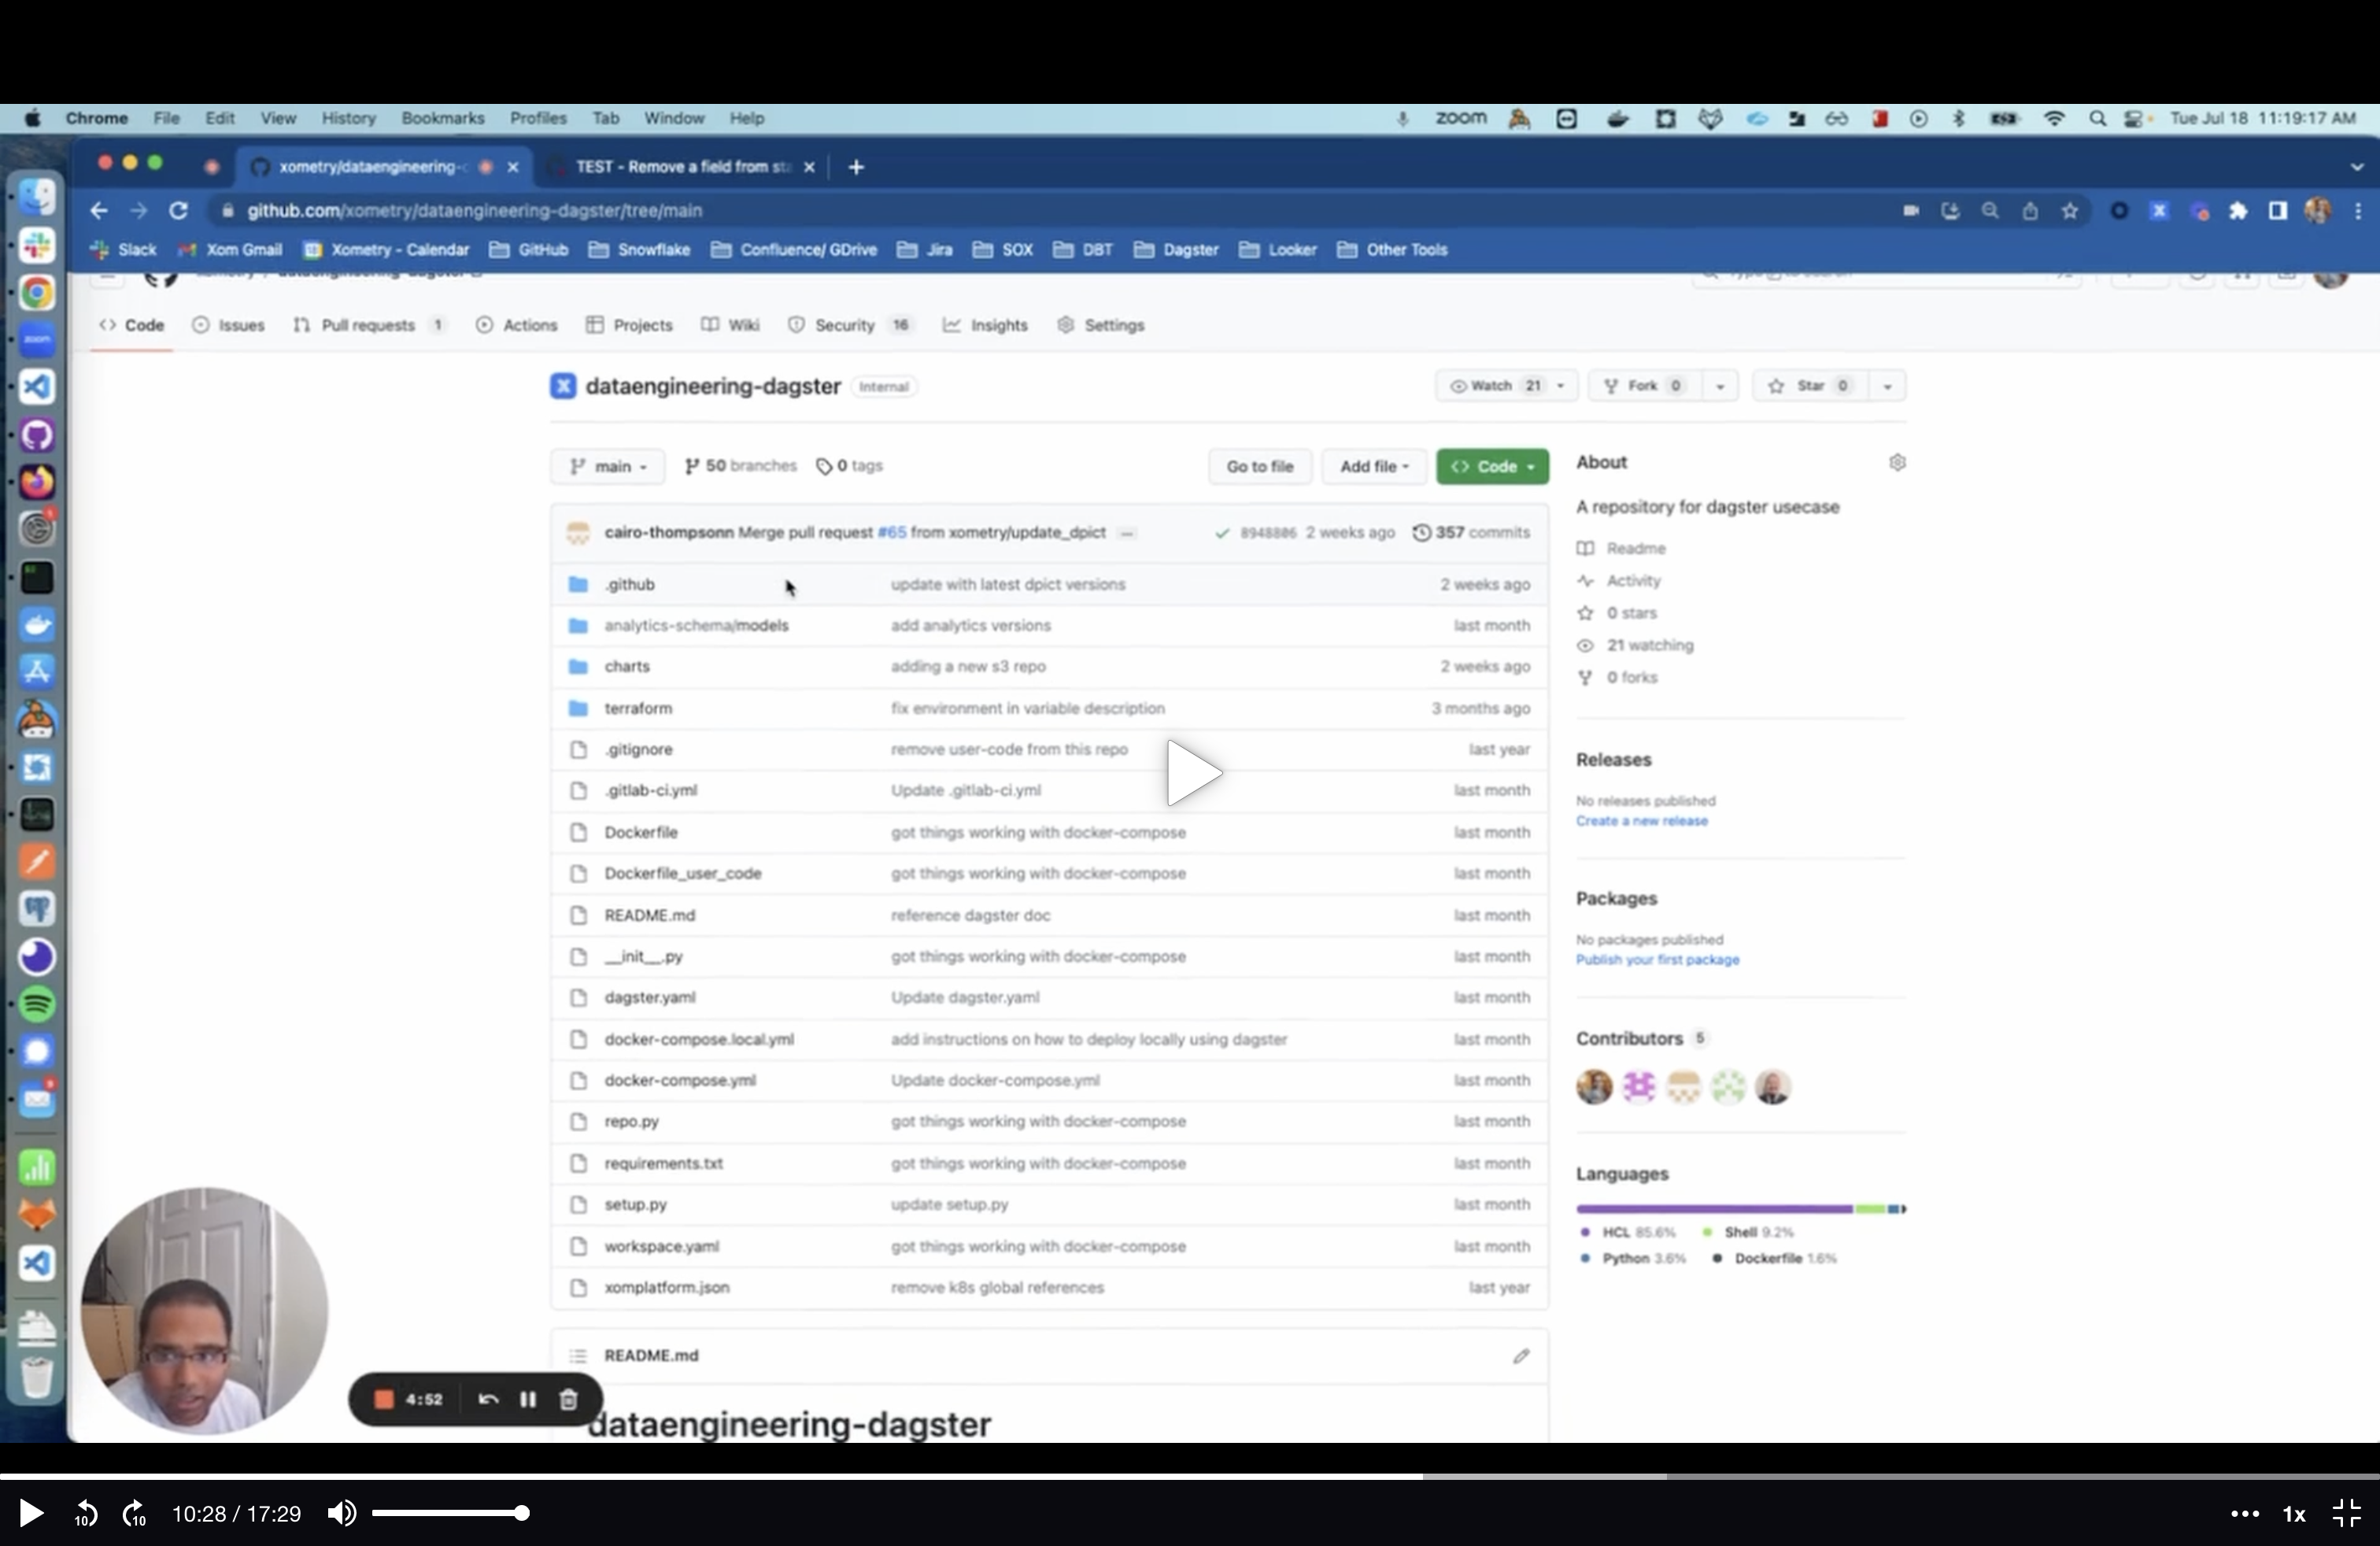 Chrome File Edit View History Bookmarks Profiles Tab Window Help zoom Tue Jul 18 11:19:17 AM
xometry/dataengineering- TEST - Remove a field from sta
github.com/xometry/dataengineering-dagster/tree/main
Slack Xom Gmail Xometry - Calendar GitHub Snowflake Confluence/ GDrive Jira SOX DBT Dagster Looker Other Tools
Code Issues Pull requests 1 Actions Projects Wiki Security 16 Insights Settings
dataengineering-dagster Internal Watch 21 Fork 0 Star 0
main 50 branches 0 tags Go to file Add file Code
cairo-thompsonn Merge pull request #65 from xometry/update_dpict ... 8948806 2 weeks ago 357 commits
.github update with latest dpict versions 2 weeks ago
analytics-schema/models add analytics versions last month
charts adding a new s3 repo 2 weeks ago
terraform fix environment in variable description 3 months ago
.gitignore remove user-code from this repo last year
.gitlab-ci.yml Update .gitlab-ci.yml last month
Dockerfile got things working with docker-compose last month
Dockerfile_user_code got things working with docker-compose last month
README.md reference dagster doc last month
__init__.py got things working with docker-compose last month
dagster.yaml Update dagster.yaml last month
docker-compose.local.yml add instructions on how to deploy locally using dagster last month
docker-compose.yml Update docker-compose.yml last month
repo.py got things working with docker-compose last month
requirements.txt got things working with docker-compose last month
setup.py update setup.py last month
workspace.yaml got things working with docker-compose last month
xomplatform.json remove k8s global references last year
README.md
dataengineering-dagster
About
A repository for dagster usecase
Readme
Activity
0 stars
21 watching
0 forks
Releases
No releases published
Create a new release
Packages
No packages published
Publish your first package
Contributors 5
Languages
HCL 85.6% Shell 9.2%
Python 3.6% Dockerfile 1.6%
4:52
10 10 10:28 / 17:29 1x